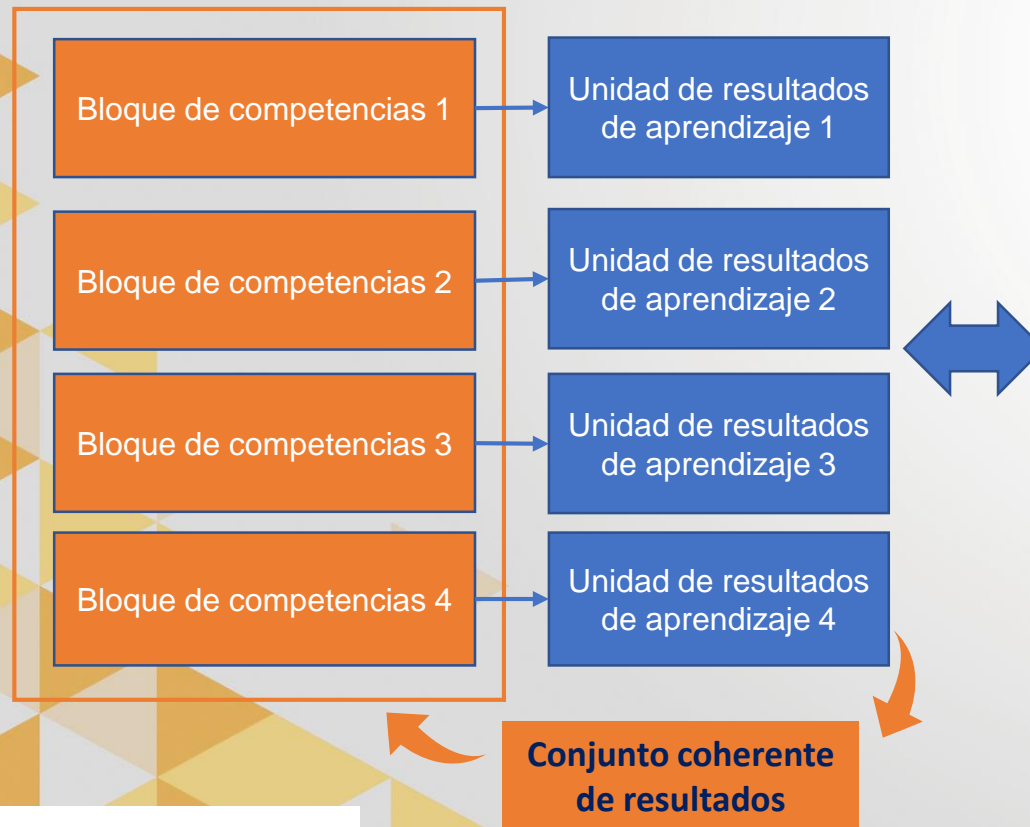 Bloque de competencias 1
Unidad de resultados
de aprendizaje 1
Bloque de competencias 2
Unidad de resultados
de aprendizaje 2
Bloque de competencias 3
Unidad de resultados
de aprendizaje 3
Bloque de competencias 4
Unidad de resultados
de aprendizaje 4
Conjunto coherente
de resultados